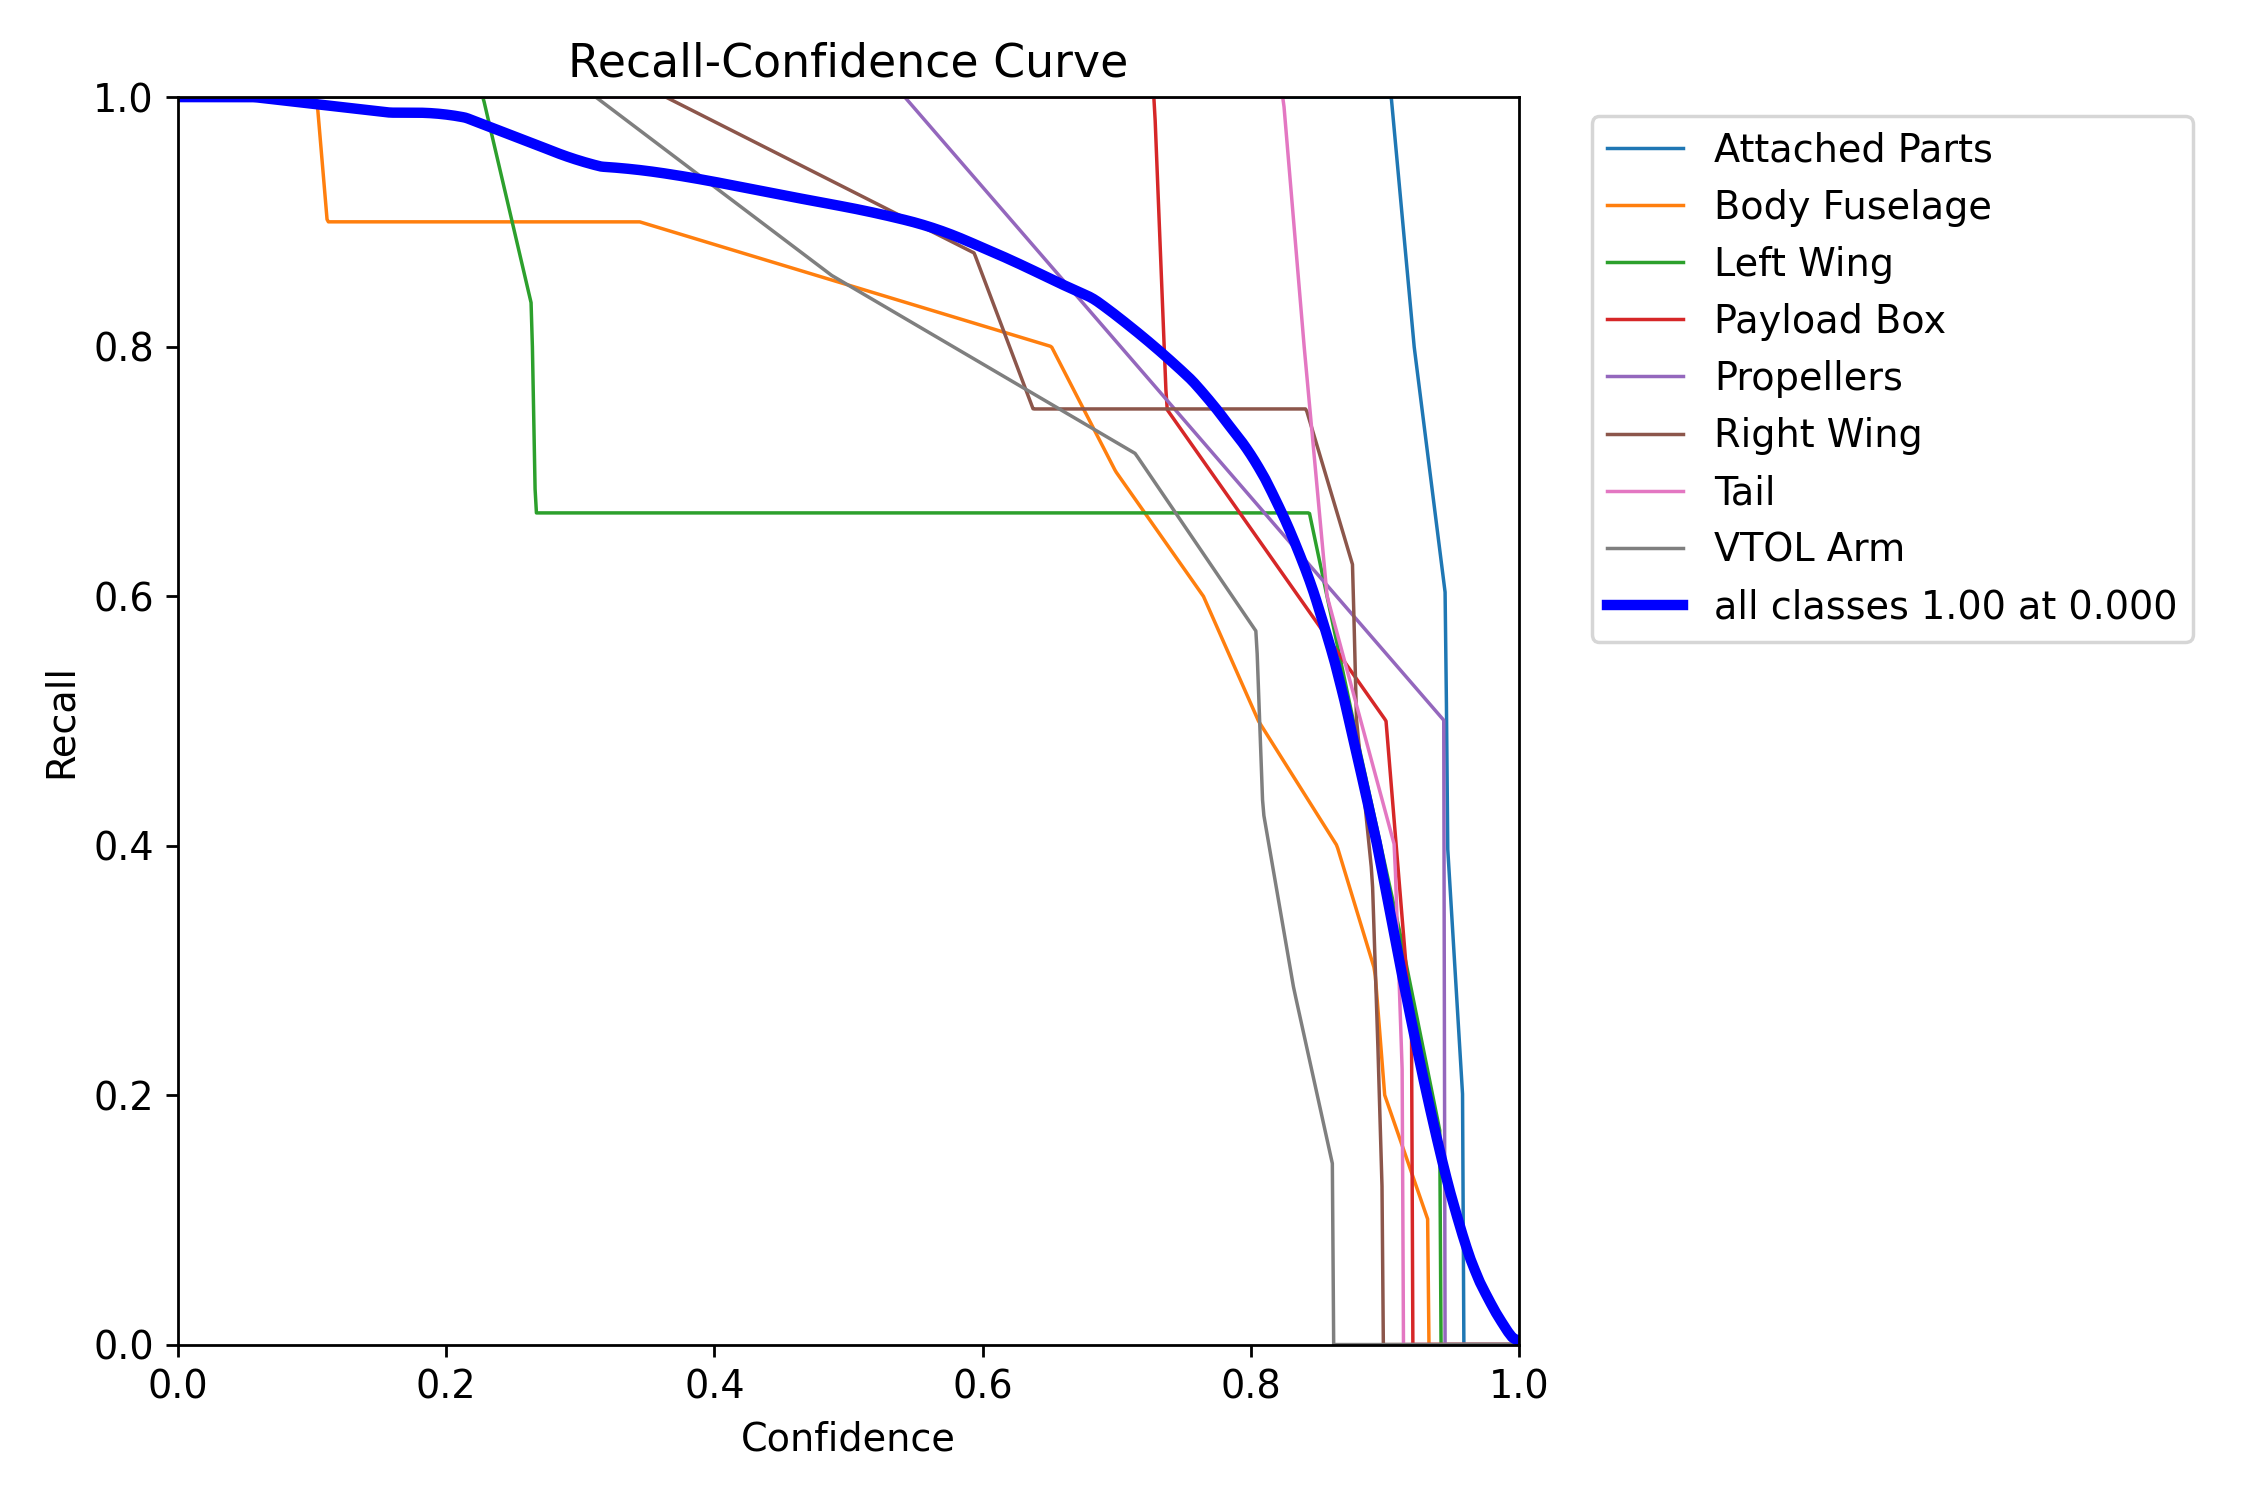 Recall-Confidence Curve
1.0
0.8
0.6
0.4
0.2
0.0
Recall
0.0 0.2 0.4 0.6 0.8 1.0
Confidence
Attached Parts
Body Fuselage
Left Wing
Payload Box
Propellers
Right Wing
Tail
VTOL Arm
all classes 1.00 at 0.000